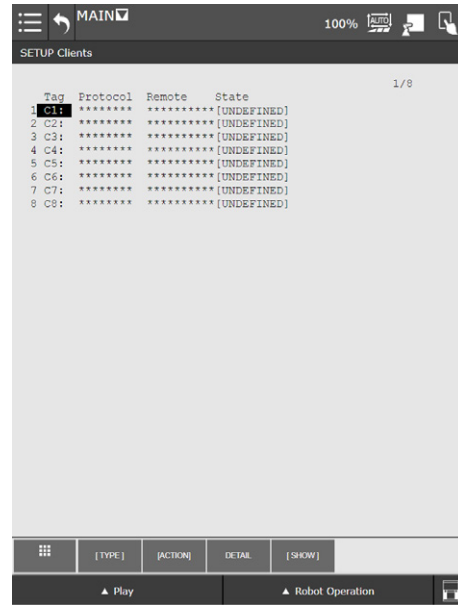 MAIN
100% AUTO
SETUP Clients
1/8
Tag Protocol Remote State
1 C1: ******** **********[UNDEFINED]
2 C2: ******** **********[UNDEFINED]
3 C3: ******** **********[UNDEFINED]
4 C4: ******** **********[UNDEFINED]
5 C5: ******** **********[UNDEFINED]
6 C6: ******** **********[UNDEFINED]
7 C7: ******** **********[UNDEFINED]
8 C8: ******** **********[UNDEFINED]
[ TYPE ] [ACTION] DETAIL [ SHOW ]
▲ Play ▲ Robot Operation